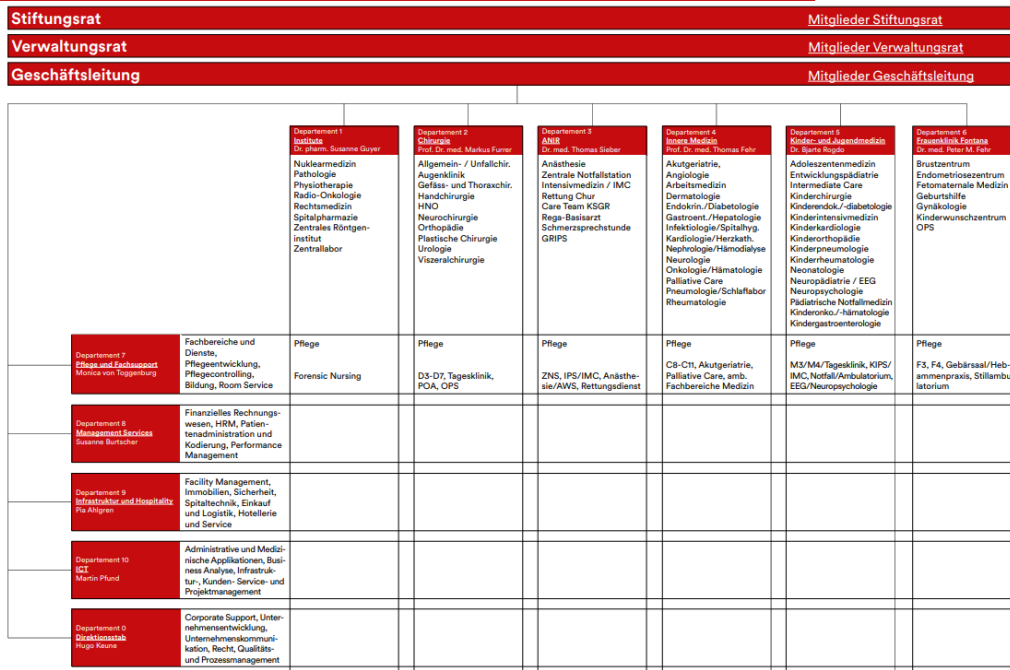 Stiftungsrat
Mitglieder Stiftungsrat
Verwaltungsrat
Mitglieder Verwaltungsrat
Geschäftsleitung
Mitglieder Geschäftsleitung
Departement 1
Institute
Dr. pharm. Susanne Guyer
Nuklearmedizin
Pathologie
Physiotherapie
Radio-Onkologie
Rechtsmedizin
Spitalpharmazie
Zentrales Röntgen-
institut
Zentrallabor
Departement 2
Chirurgie
Prof. Dr. med. Markus Furrer
Allgemein- / Unfallchir.
Augenklinik
Gefäss- und Thoraxchir.
Handchirurgie
HNO
Neurochirurgie
Orthopädie
Plastische Chirurgie
Urologie
Viszeralchirurgie
Departement 3
ANIR
Dr. med. Thomas Sieber
Anästhesie
Zentrale Notfallstation
Intensivmedizin / IMC
Rettung Chur
Care Team KSGR
Rega-Basisarzt
Schmerzsprechstunde
GRIPS
Departement 4
Innere Medizin
Prof. Dr. med. Thomas Fehr
Akutgeriatrie,
Angiologie
Arbeitsmedizin
Dermatologie
Endokrin./Diabetologie
Gastroent./Hepatologie
Infektiologie/Spitalhyg.
Kardiologie/Herzkath.
Nephrologie/Hämodialyse
Neurologie
Onkologie/Hämatologie
Palliative Care
Pneumologie/Schlaflabor
Rheumatologie
Departement 5
Kinder- und Jugendmedizin
Dr. Bjarte Rogdo
Adoleszentenmedizin
Entwicklungspädiatrie
Intermediate Care
Kinderchirurgie
Kinderendok./-diabetologie
Kinderintensivmedizin
Kinderkardiologie
Kinderorthopädie
Kinderpneumologie
Kinderrheumatologie
Neonatologie
Neuropädiatrie / EEG
Neuropsychologie
Pädiatrische Notfallmedizin
Kinderonko./-hämatologie
Kindergastroenterologie
Departement 6
Frauenklinik Fontana
Dr. med. Peter M. Fehr
Brustzentrum
Endometriosezentrum
Fetomaternale Medizin
Geburtshilfe
Gynäkologie
Kinderwunschzentrum
OPS
Departement 7
Pflege und Fachsupport
Monica von Toggenburg
Fachbereiche und
Dienste,
Pflegeentwicklung,
Pflegecontrolling,
Bildung, Room Service
Pflege
Forensic Nursing
Pflege
D3-D7, Tagesklinik,
POA, OPS
Pflege
ZNS, IPS/IMC, Anästhe-
sie/AWS, Rettungsdienst
Pflege
C8-C11, Akutgeriatrie,
Palliative Care, amb.
Fachbereiche Medizin
Pflege
M3/M4/Tagesklinik, KIPS/
IMC, Notfall/Ambulatorium,
EEG/Neuropsychologie
Pflege
F3, F4, Gebärsaal/Heb-
ammenpraxis, Stillambu
latorium
Departement 8
Management Services
Susanne Burtscher
Finanzielles Rechnungs-
wesen, HRM, Patien-
tenadministration und
Kodierung, Performance
Management
Departement 9
Infrastruktur und Hospitality
Pia Ahlgren
Facility Management,
Immobilien, Sicherheit,
Spitaltechnik, Einkauf
und Logistik, Hotellerie
und Service
Departement 10
ICT
Martin Pfund
Administrative und Medizi-
nische Applikationen, Busi-
ness Analyse, Infrastruk-
tur-, Kunden- Service- und
Projektmanagement
Departement 0
Direktionsstab
Hugo Keune
Corporate Support, Unter-
nehmensentwicklung,
Unternehmenskommuni-
kation, Recht, Qualitäts-
und Prozessmanagement